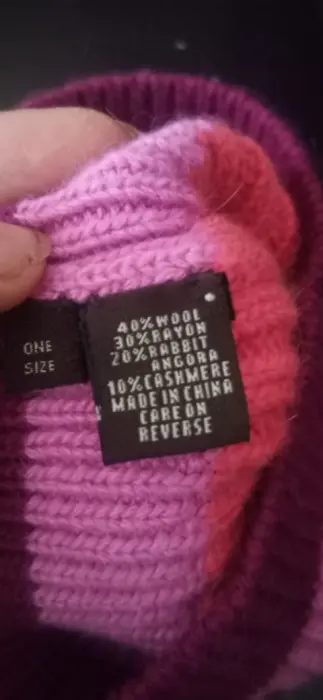 ONE
SIZE
40%WOOL
30%RAYON
20%RABBIT
ANGORA
10%CASHMERE
MADE IN CHINA
CARE ON
REVERSE